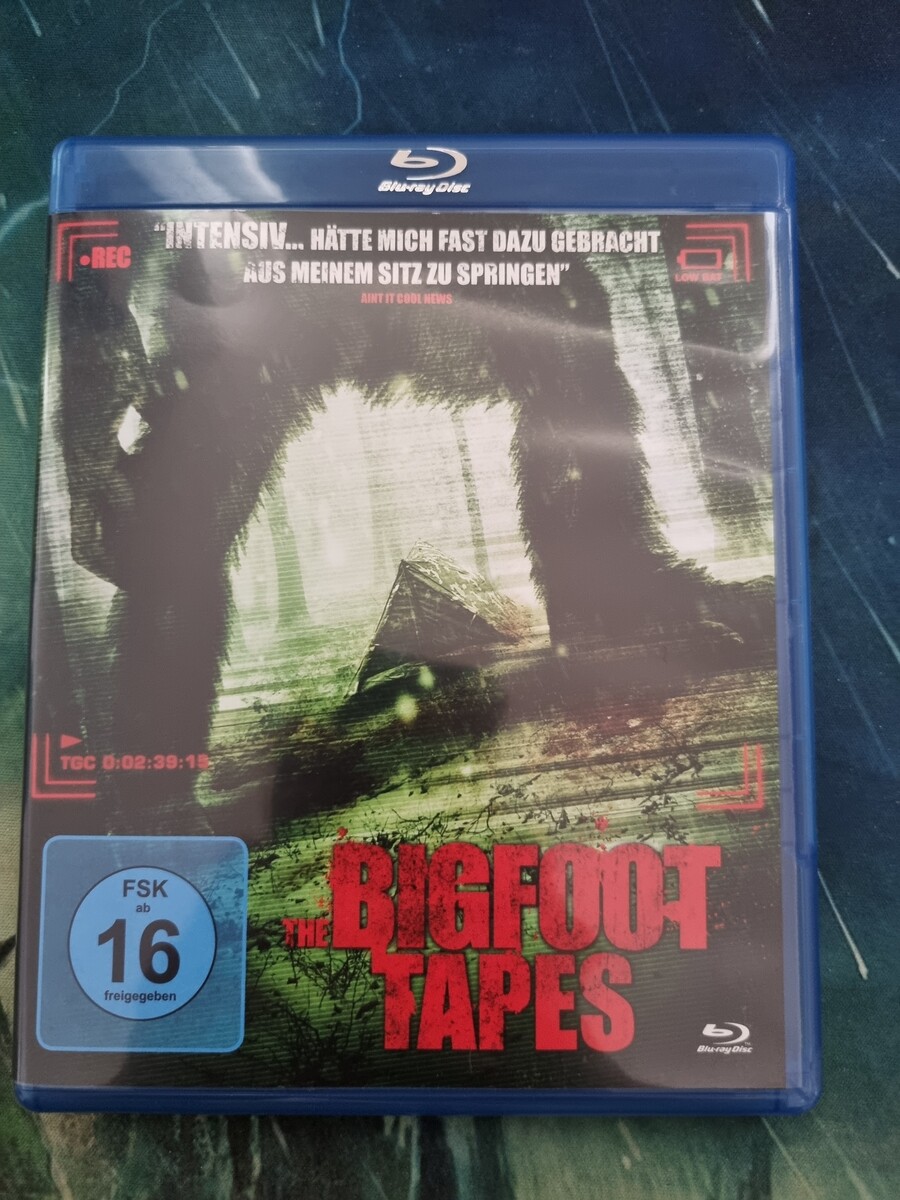 Blu-ray Disc
REC
"INTENSIV... HÄTTE MICH FAST DAZU GEBRACHT
AUS MEINEM SITZ ZU SPRINGEN"
AINT IT COOL NEWS
LOW BAT
TGC 0:02:39:15
FSK
ab
16
freigegeben
THE BIGFOOT
TAPES
Blu-ray Disc